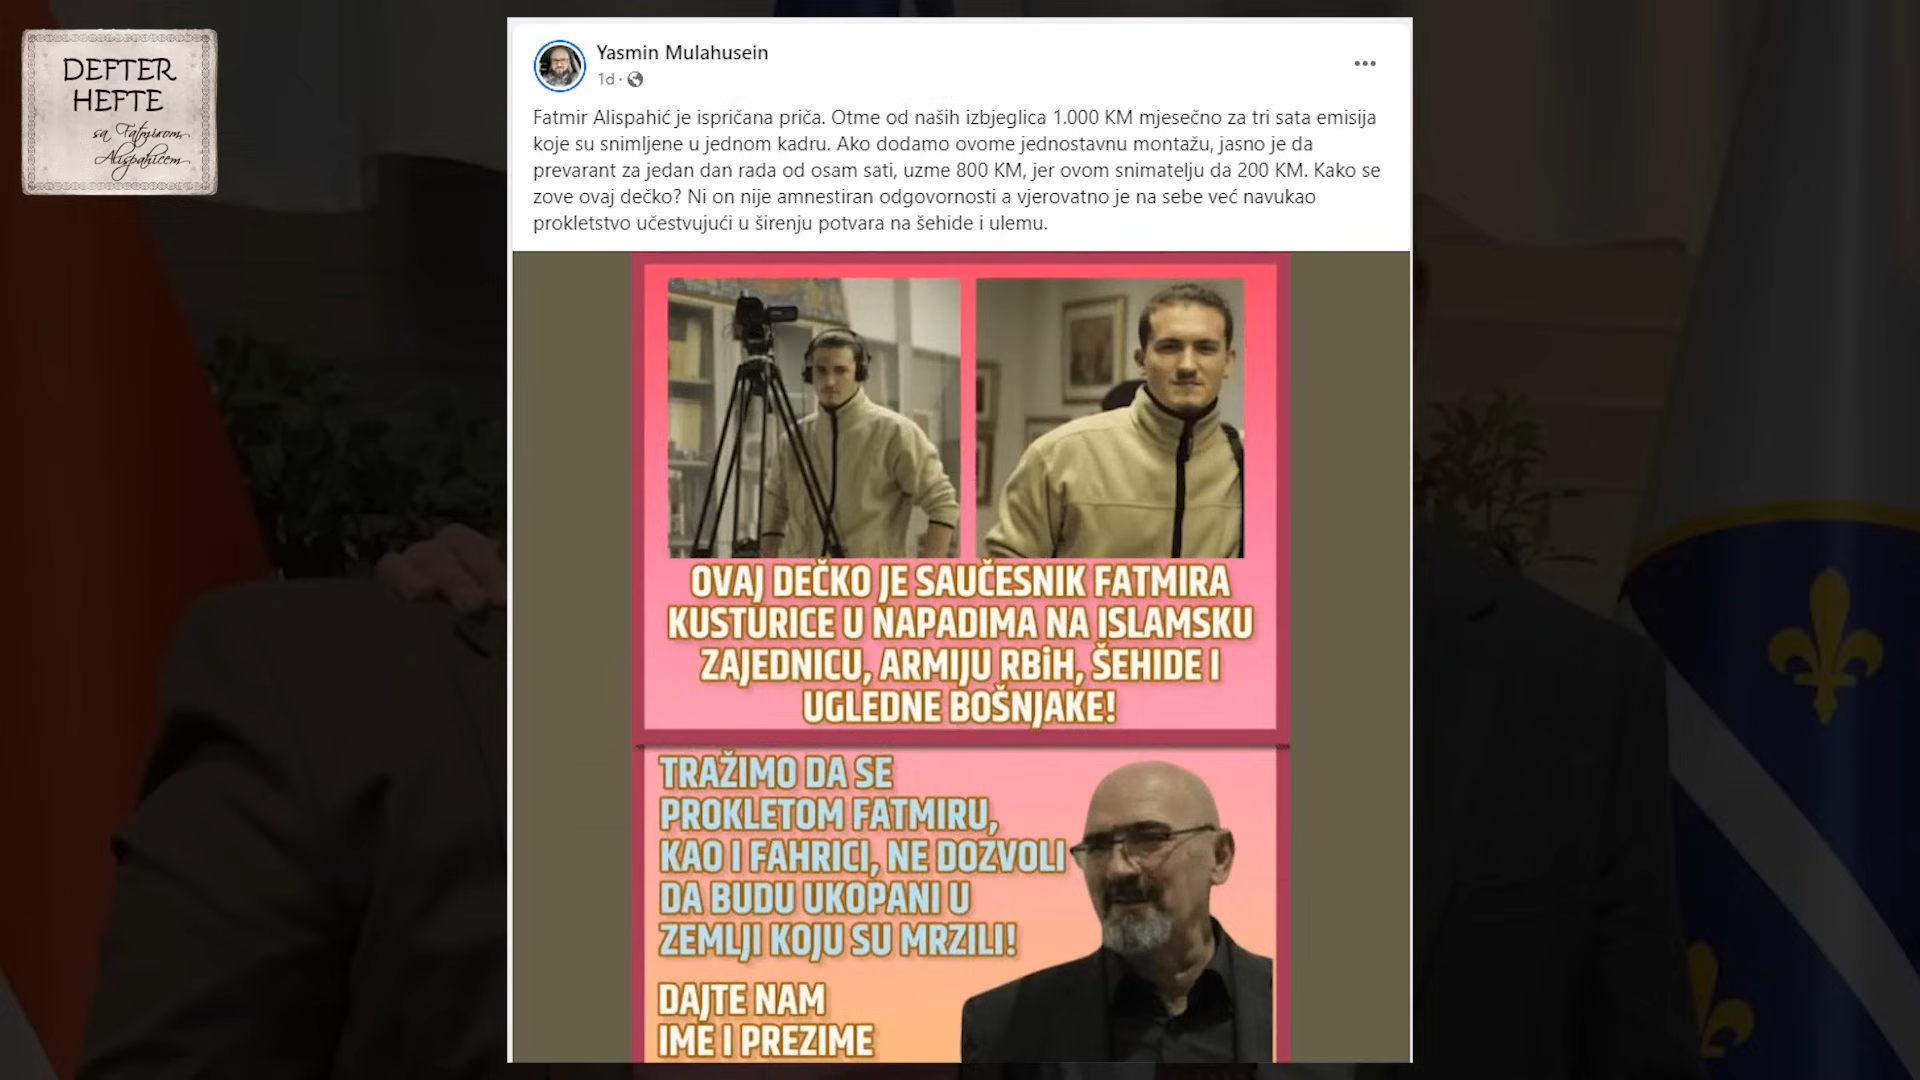 DEFTER
HEFTE
sa Fatmirom
Alispahićem
Yasmin Mulahusein
1d ·
Fatmir Alispahić je ispričana priča. Otme od naših izbjeglica 1.000 KM mjesečno za tri sata emisija
koje su snimljene u jednom kadru. Ako dodamo ovome jednostavnu montažu, jasno je da
prevarant za jedan dan rada od osam sati, uzme 800 KM, jer ovom snimatelju da 200 KM. Kako se
zove ovaj dečko? Ni on nije amnestiran odgovornosti a vjerovatno je na sebe već navukao
prokletstvo učestvujući u širenju potvara na šehide i ulemu.
OVAJ DEČKO JE SAUČESNIK FATMIRA
KUSTURICE U NAPADIMA NA ISLAMSKU
ZAJEDNICU, ARMIJU RBiH, ŠEHIDE I
UGLEDNE BOŠNJAKE!
TRAŽIMO DA SE
PROKLETOM FATMIRU,
KAO I FAHRICI, NE DOZVOLI
DA BUDU UKOPANI U
ZEMLJI KOJU SU MRZILI!
DAJTE NAM
IME I PREZIME